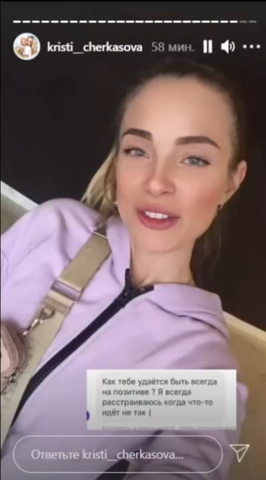 kristi__cherkasova 58 мин.
Как тебе удаётся быть всегда
на позитиве ? Я всегда
расстраиваюсь когда что-то
идёт не так (
Ответьте kristi__cherkasova...